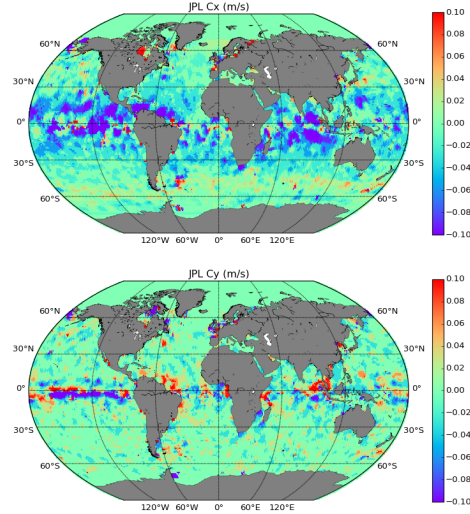 JPL Cx (m/s)
60°N 60°N
30°N 30°N
0° 0°
30°S 30°S
60°S 60°S
120°W 60°W 0° 60°E 120°E
0.10
0.08
0.06
0.04
0.02
0.00
−0.02
−0.04
−0.06
−0.08
−0.10
JPL Cy (m/s)
60°N 60°N
30°N 30°N
0° 0°
30°S 30°S
60°S 60°S
120°W 60°W 0° 60°E 120°E
0.10
0.08
0.06
0.04
0.02
0.00
−0.02
−0.04
−0.06
−0.08
−0.10